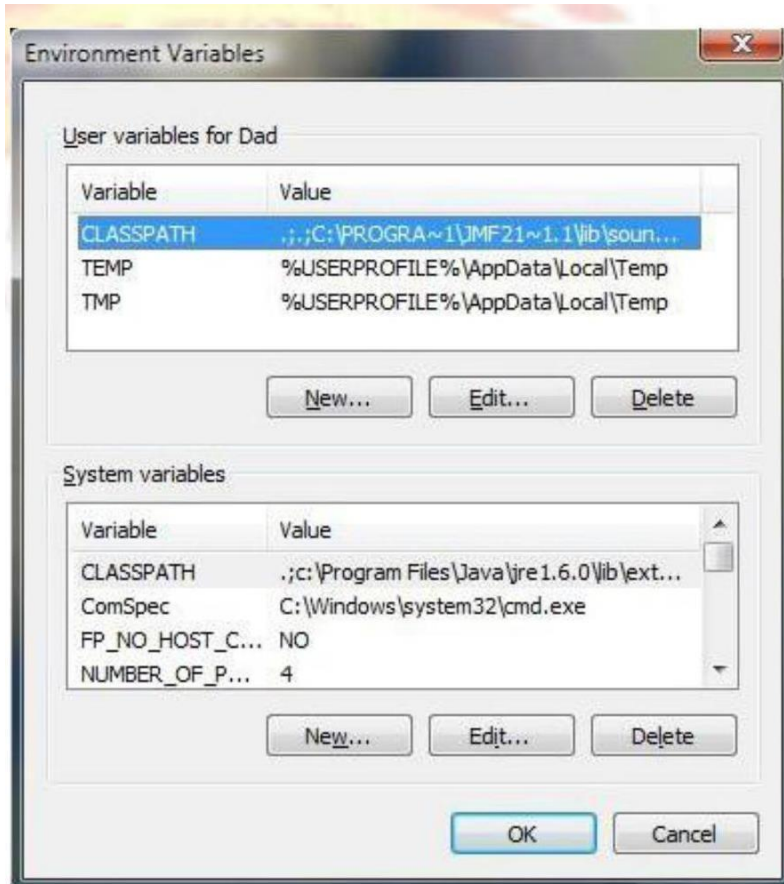 Environment Variables
User variables for Dad
Variable Value
CLASSPATH .;.;C:\PROGRA~1\JMF21~1.1\lib\soun...
TEMP %USERPROFILE%\AppData\Local\Temp
TMP %USERPROFILE%\AppData\Local\Temp
New... Edit... Delete
System variables
Variable Value
CLASSPATH .;c:\Program Files\Java\jre1.6.0\lib\ext...
ComSpec C:\Windows\system32\cmd.exe
FP_NO_HOST_C... NO
NUMBER_OF_P... 4
New... Edit... Delete
OK Cancel